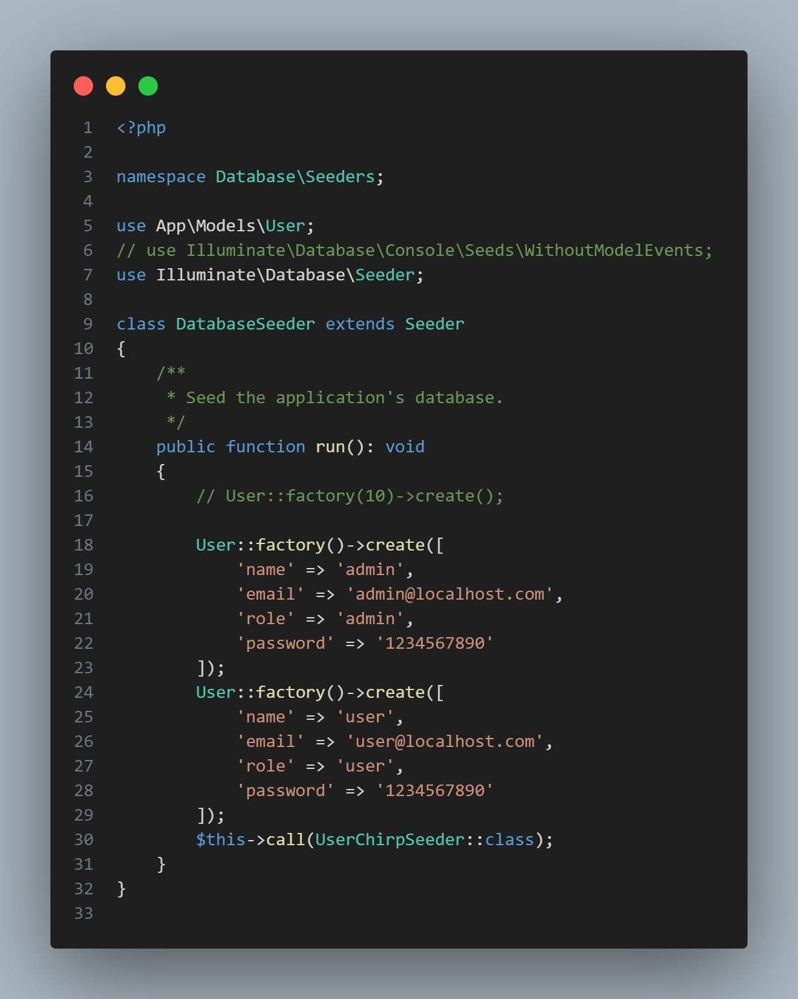 1 <?php
2
3 namespace Database\Seeders;
4
5 use App\Models\User;
6 // use Illuminate\Database\Console\Seeds\WithoutModelEvents;
7 use Illuminate\Database\Seeder;
8
9 class DatabaseSeeder extends Seeder
10 {
11     /**
12      * Seed the application's database.
13      */
14     public function run(): void
15     {
16         // User::factory(10)->create();
17
18         User::factory()->create([
19             'name' => 'admin',
20             'email' => 'admin@localhost.com',
21             'role' => 'admin',
22             'password' => '1234567890'
23         ]);
24         User::factory()->create([
25             'name' => 'user',
26             'email' => 'user@localhost.com',
27             'role' => 'user',
28             'password' => '1234567890'
29         ]);
30         $this->call(UserChirpSeeder::class);
31     }
32 }
33